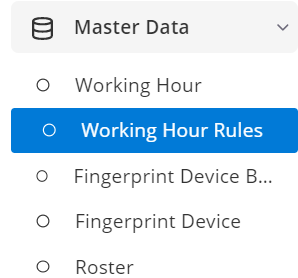 Master Data
Working Hour
Working Hour Rules
Fingerprint Device B...
Fingerprint Device
Roster